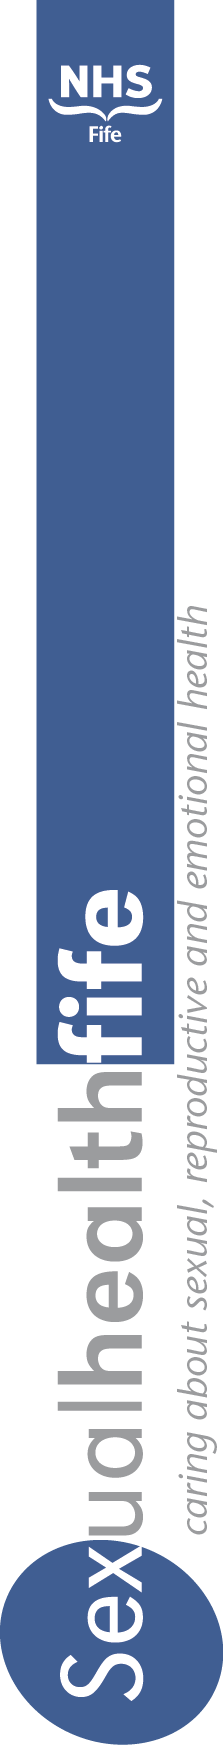 NHS
Fife
Sexualhealthfife
caring about sexual, reproductive and emotional health